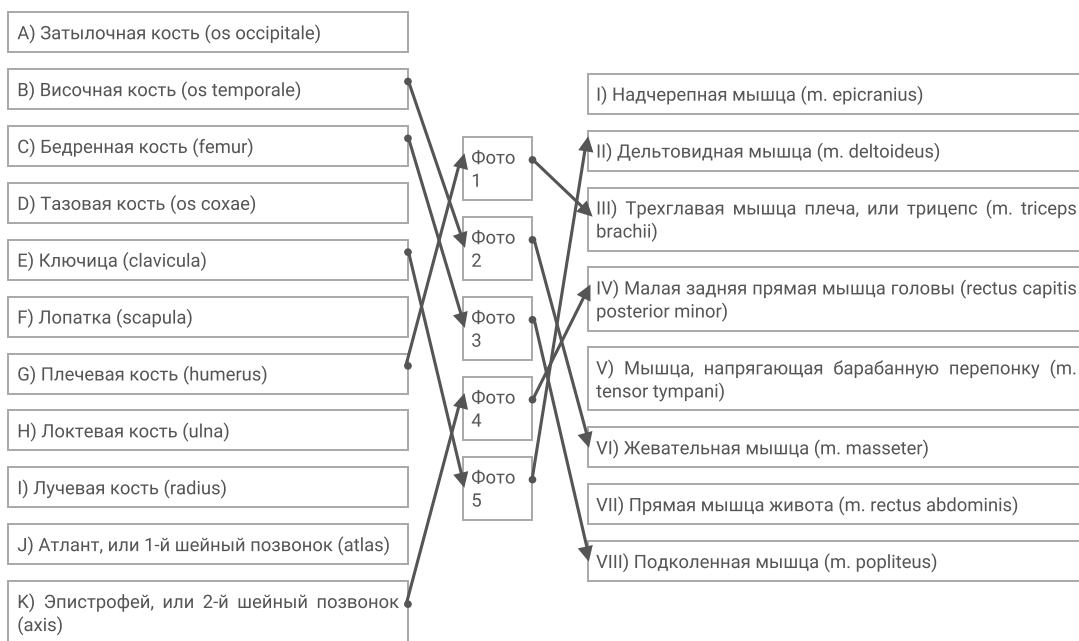 A) Затылочная кость (os occipitale)
B) Височная кость (os temporale)
C) Бедренная кость (femur)
D) Тазовая кость (os coxae)
E) Ключица (clavicula)
F) Лопатка (scapula)
G) Плечевая кость (humerus)
H) Локтевая кость (ulna)
I) Лучевая кость (radius)
J) Атлант, или 1-й шейный позвонок (atlas)
K) Эпистрофей, или 2-й шейный позвонок
(axis)
Фото
1
Фото
2
Фото
3
Фото
4
Фото
5
I) Надчерепная мышца (m. epicranius)
II) Дельтовидная мышца (m. deltoideus)
III) Трехглавая мышца плеча, или трицепс (m. triceps
brachii)
IV) Малая задняя прямая мышца головы (rectus capitis
posterior minor)
V) Мышца, напрягающая барабанную перепонку (m.
tensor tympani)
VI) Жевательная мышца (m. masseter)
VII) Прямая мышца живота (m. rectus abdominis)
VIII) Подколенная мышца (m. popliteus)